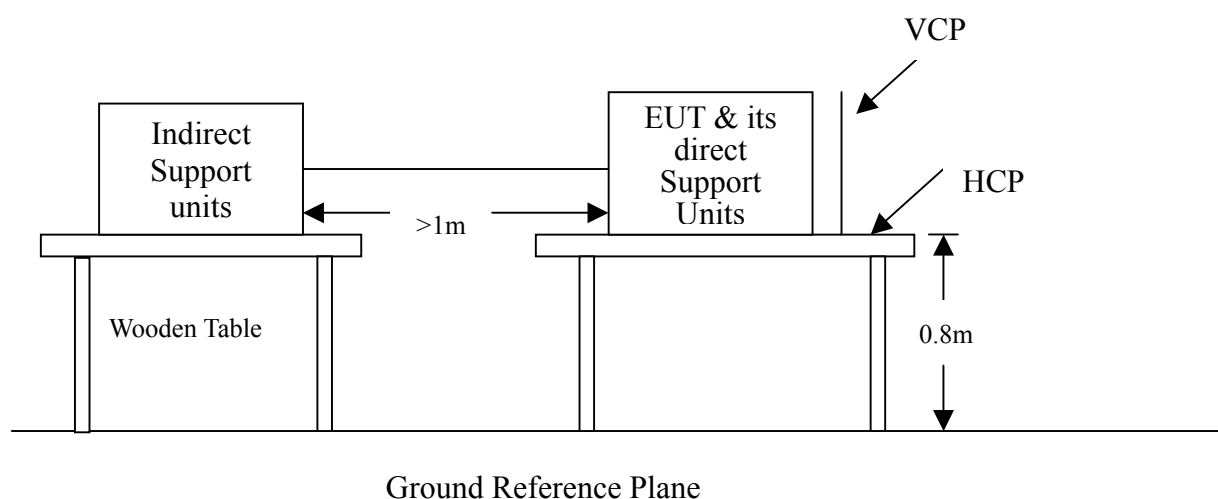 VCP
Indirect
Support
units
EUT & its
direct
Support
Units
HCP
>1m
Wooden Table
0.8m
Ground Reference Plane